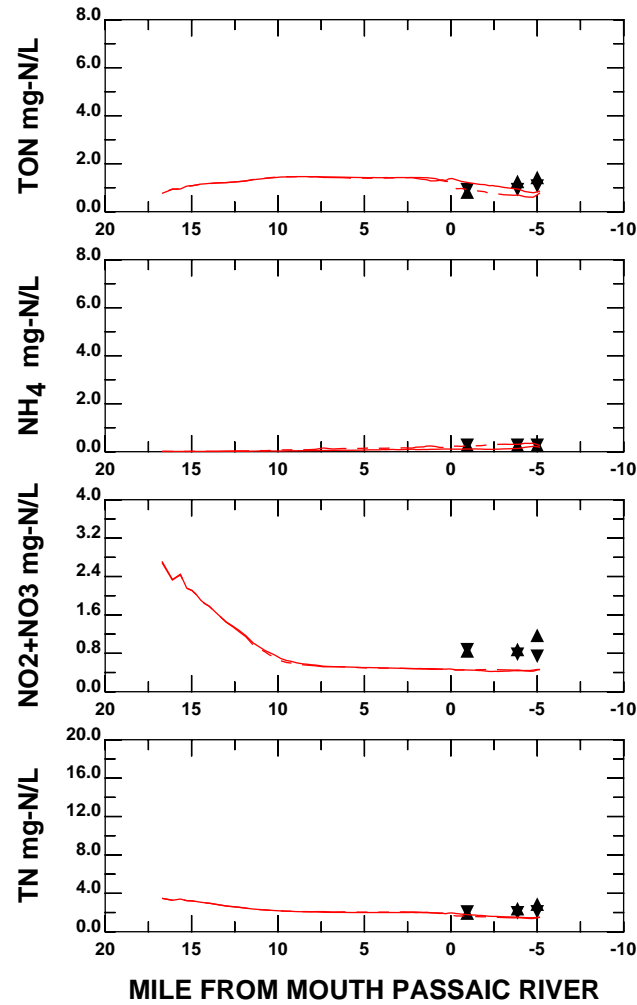 TON mg-N/L
8.0
6.0
4.0
2.0
0.0
20 15 10 5 0 -5 -10
NH4 mg-N/L
8.0
6.0
4.0
2.0
0.0
20 15 10 5 0 -5 -10
NO2+NO3 mg-N/L
4.0
3.2
2.4
1.6
0.8
0.0
20 15 10 5 0 -5 -10
TN mg-N/L
20.0
16.0
12.0
8.0
4.0
0.0
20 15 10 5 0 -5 -10
MILE FROM MOUTH PASSAIC RIVER